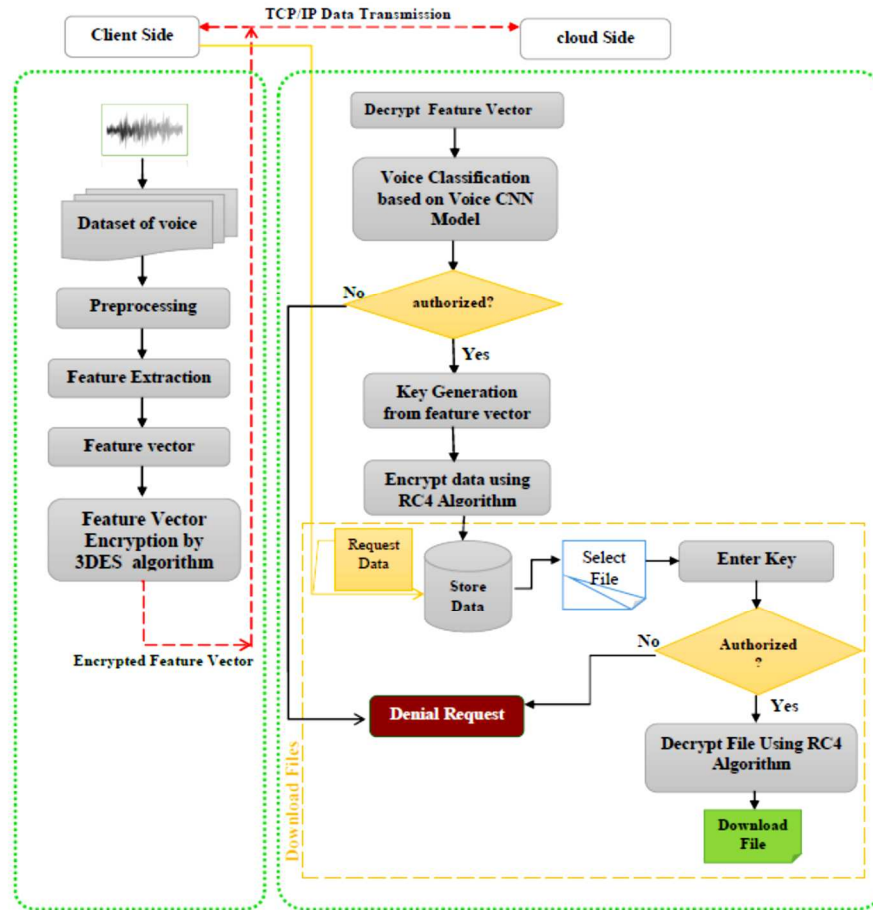 TCP/IP Data Transmission
Client Side
cloud Side
Dataset of voice
Preprocessing
Feature Extraction
Feature vector
Feature Vector
Encryption by
3DES algorithm
Encrypted Feature Vector
Decrypt Feature Vector
Voice Classification
based on Voice CNN
Model
No
authorized?
Yes
Key Generation
from feature vector
Encrypt data using
RC4 Algorithm
Request
Data
Store
Data
Select
File
Enter Key
No
Authorized
?
Yes
Denial Request
Decrypt File Using RC4
Algorithm
Download
File
Download Files